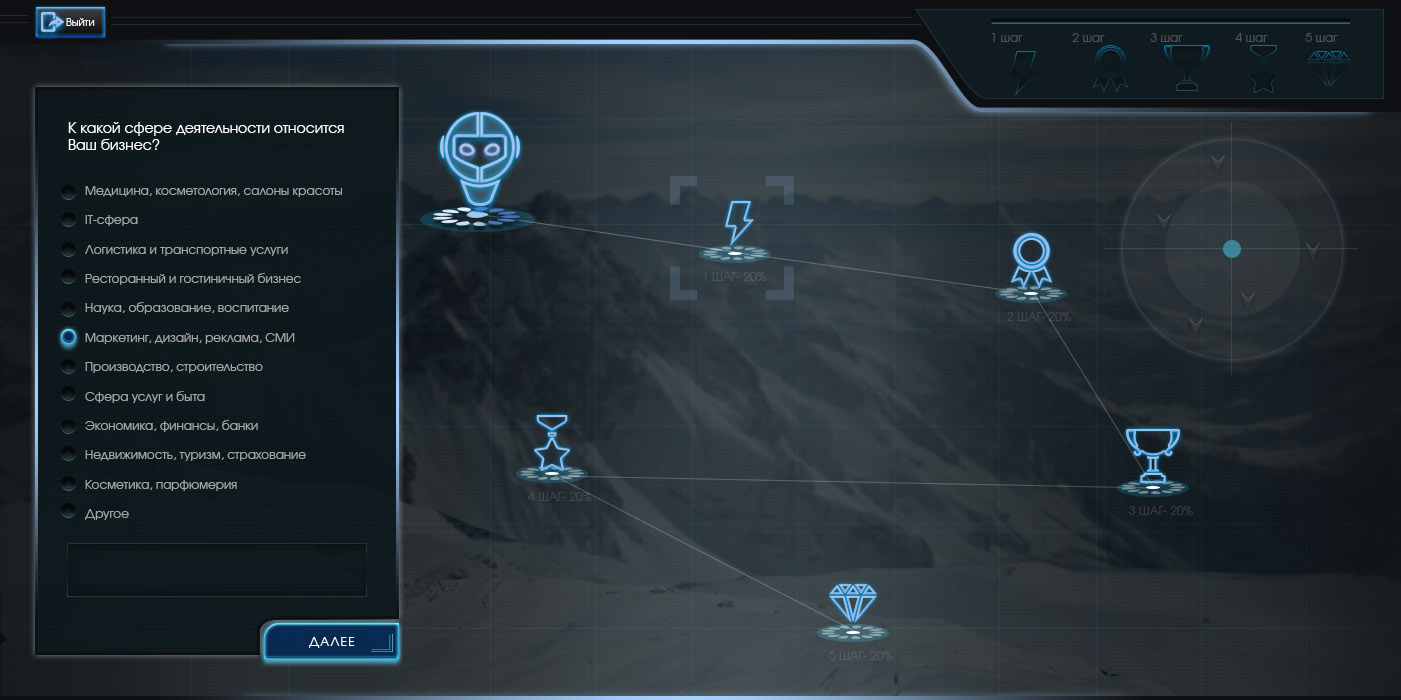 Выйти
1 шаг
2 шаг
3 шаг
4 шаг
5 шаг
К какой сфере деятельности относится
Ваш бизнес?
Медицина, косметология, салоны красоты
IT-сфера
Логистика и транспортные услуги
Ресторанный и гостиничный бизнес
Наука, образование, воспитание
Маркетинг, дизайн, реклама, СМИ
Производство, строительство
Сфера услуг и быта
Экономика, финансы, банки
Недвижимость, туризм, страхование
Косметика, парфюмерия
Другое
ДАЛЕЕ
1 ШАГ- 20%
2 ШАГ- 20%
3 ШАГ- 20%
4 ШАГ- 20%
5 ШАГ- 20%